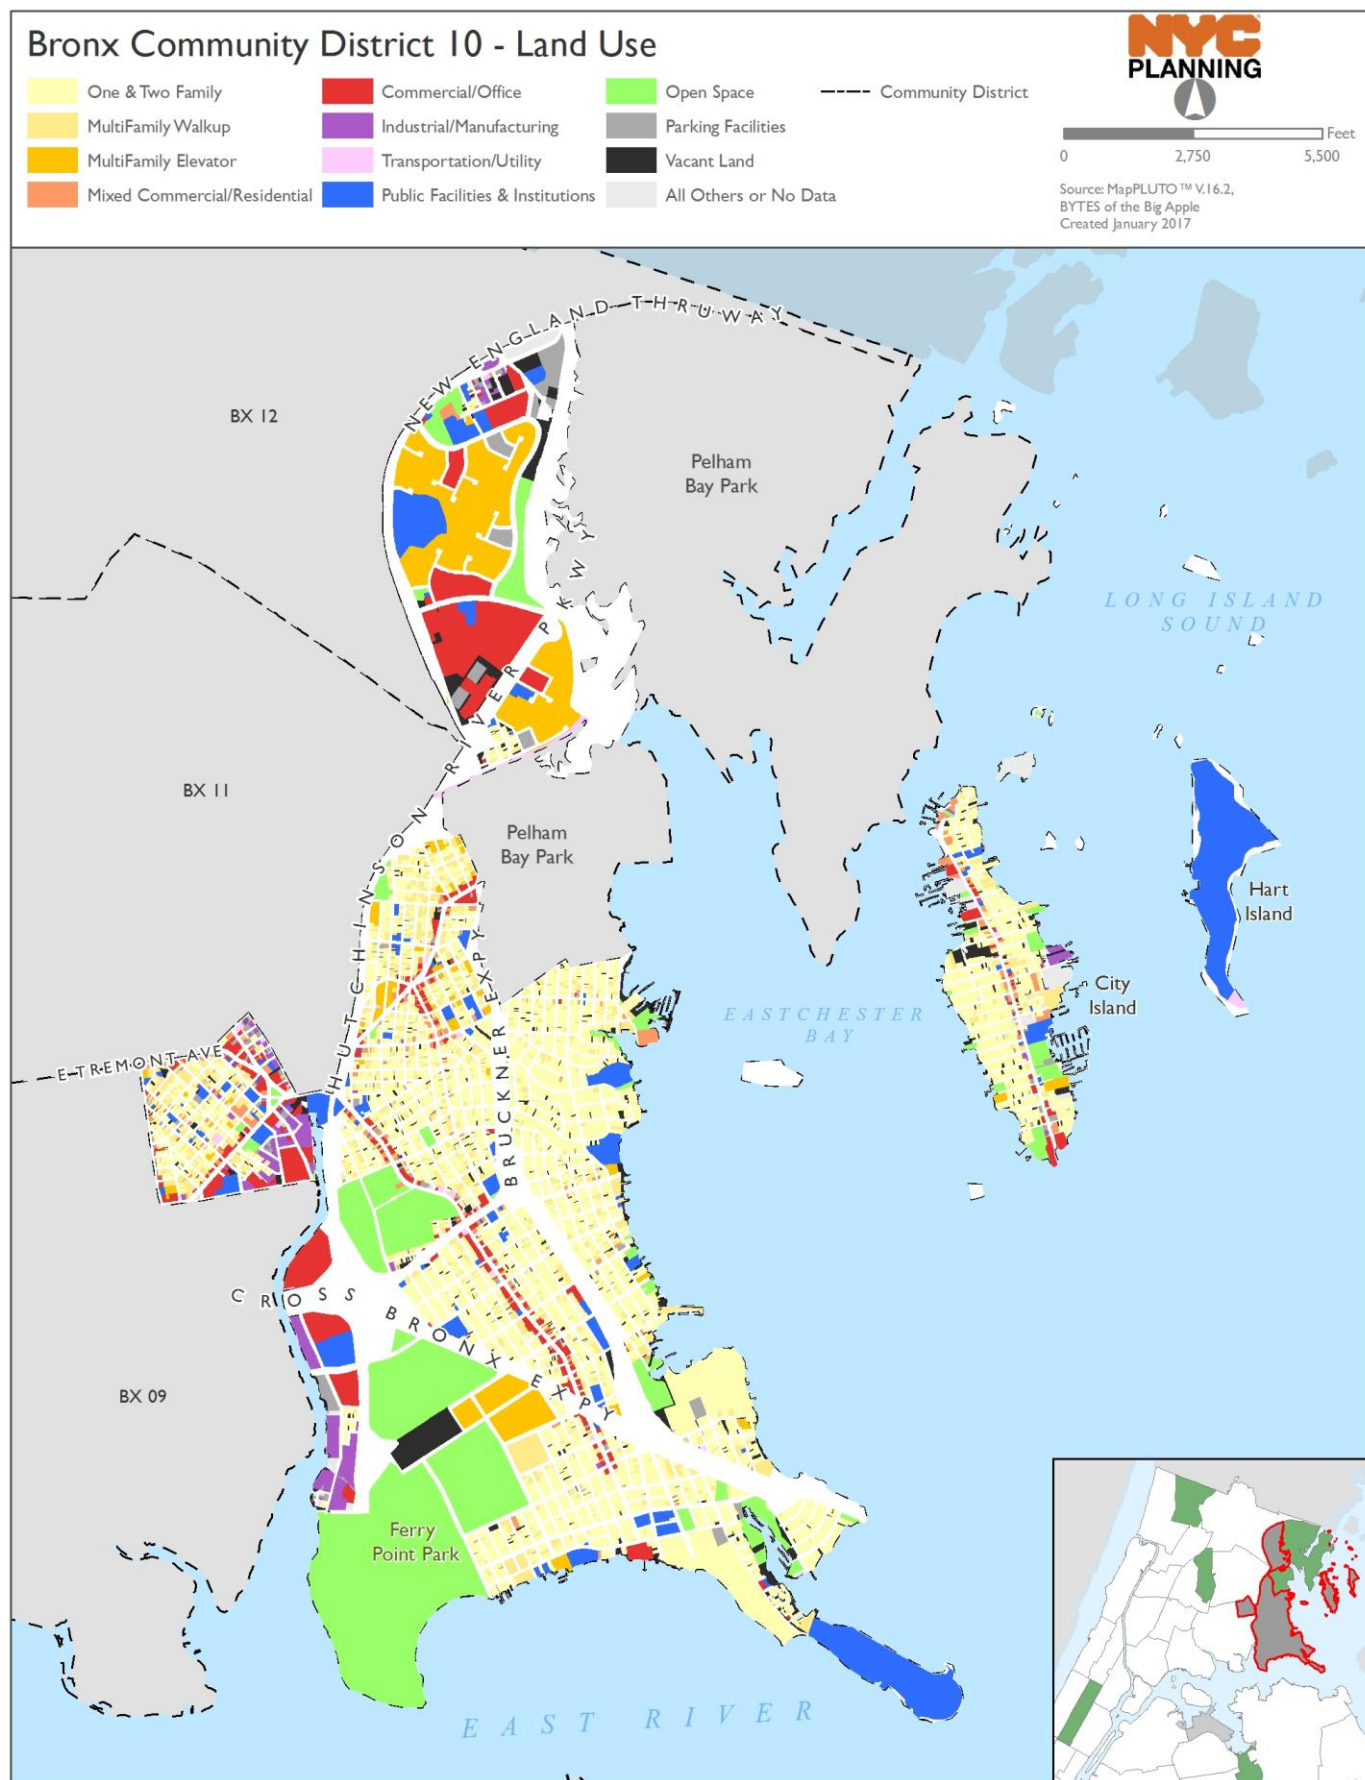 Bronx Community District 10 - Land Use
NYC
PLANNING
One & Two Family
MultiFamily Walkup
MultiFamily Elevator
Mixed Commercial/Residential
Commercial/Office
Industrial/Manufacturing
Transportation/Utility
Public Facilities & Institutions
Open Space
Parking Facilities
Vacant Land
All Others or No Data
Community District
Feet
0 2,750 5,500
Source: MapPLUTO™ V.16.2,
BYTES of the Big Apple
Created January 2017
NEW ENGLAND THRUWAY
BX 12
Pelham
Bay Park
LONG ISLAND
SOUND
HUTCHINSON RIVER PKWY
BX 11
Pelham
Bay Park
Hart
Island
City
Island
EASTCHESTER
BAY
E TREMONT AVE
BRUCKNER EXPY
CROSS BRONX EXPY
BX 09
Ferry
Point Park
EAST RIVER